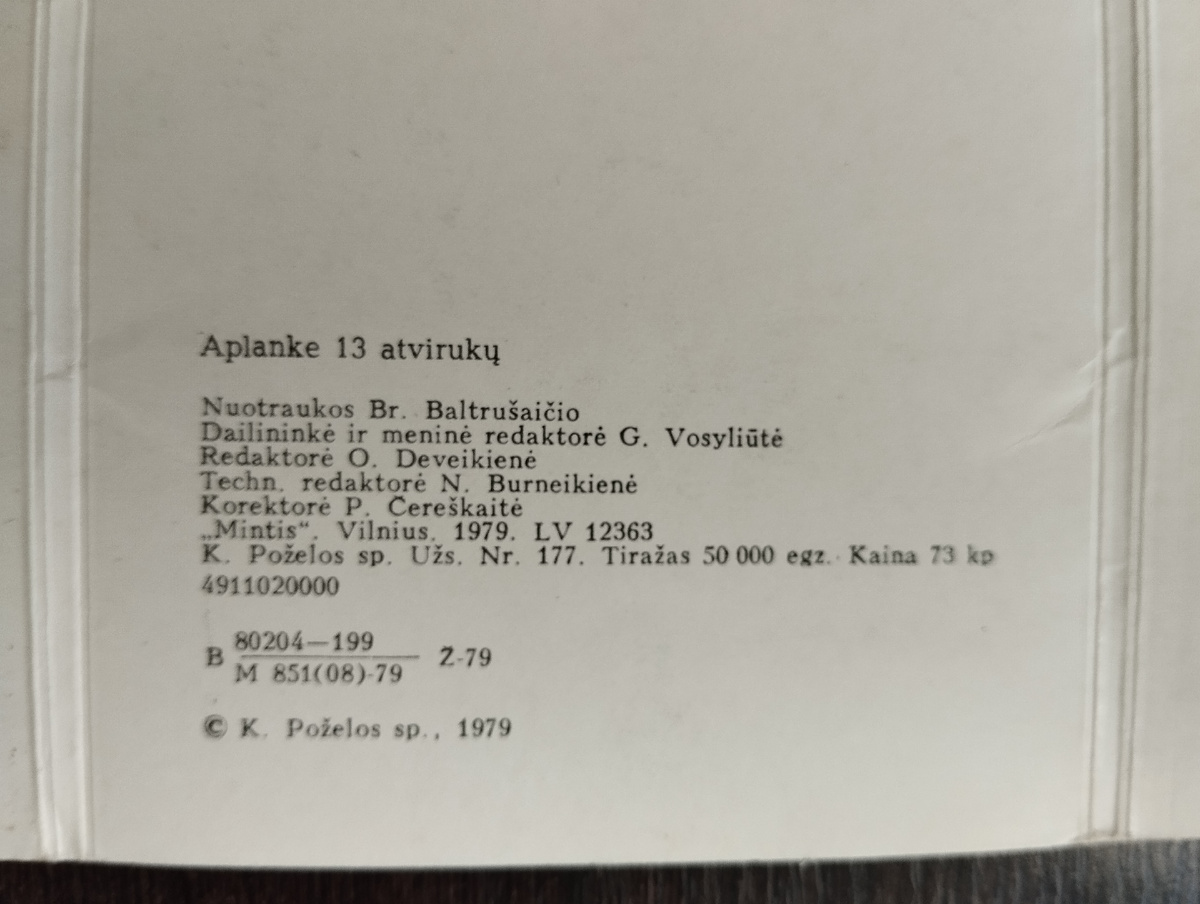 Aplanke 13 atvirukų
Nuotraukos Br. Baltrušaičio
Dailininkė ir meninė redaktorė G. Vosyliūtė
Redaktorė O. Deveikienė
Techn. redaktorė N. Burneikienė
Korektorė P. Čereškaitė
„Mintis“. Vilnius. 1979. LV 12363
K. Poželos sp. Užs. Nr. 177. Tiražas 50 000 egz. Kaina 73 kp
4911020000
B 80204—199
M 851(08)-79 Ž-79
© K. Poželos sp., 1979